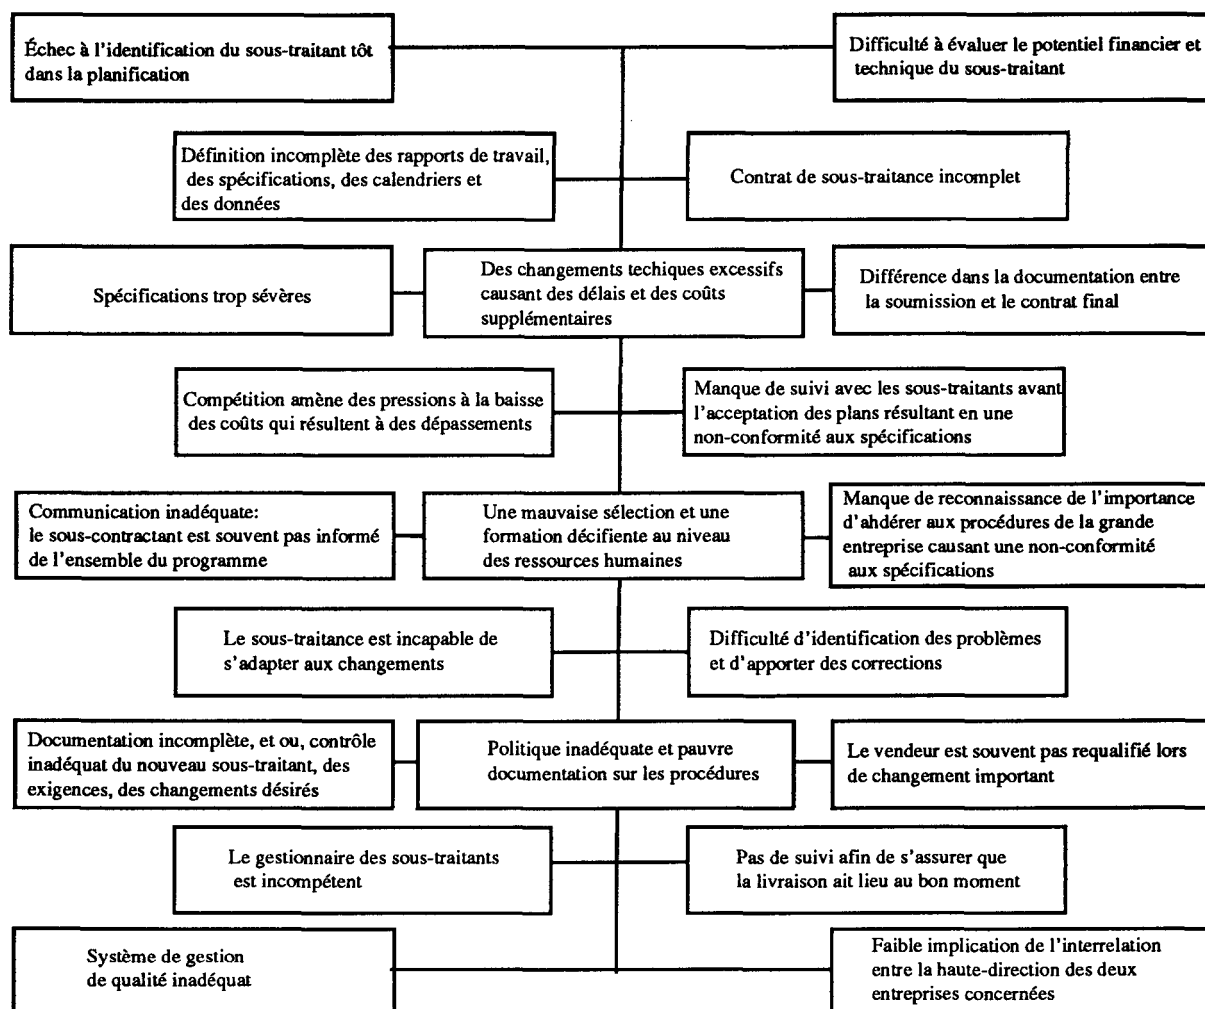 Échec à l'identification du sous-traitant tôt
dans la planification
Difficulté à évaluer le potentiel financier et
technique du sous-traitant
Définition incomplète des rapports de travail,
des spécifications, des calendriers et
des données
Contrat de sous-traitance incomplet
Spécifications trop sévères
Des changements techiques excessifs
causant des délais et des coûts
supplémentaires
Différence dans la documentation entre
la soumission et le contrat final
Compétition amène des pressions à la baisse
des coûts qui résultent à des dépassements
Manque de suivi avec les sous-traitants avant
l'acceptation des plans résultant en une
non-conformité aux spécifications
Communication inadéquate:
le sous-contractant est souvent pas informé
de l'ensemble du programme
Une mauvaise sélection et une
formation décifiente au niveau
des ressources humaines
Manque de reconnaissance de l'importance
d'ahdérer aux procédures de la grande
entreprise causant une non-conformité
aux spécifications
Le sous-traitance est incapable de
s'adapter aux changements
Difficulté d'identification des problèmes
et d'apporter des corrections
Documentation incomplète, et ou, contrôle
inadéquat du nouveau sous-traitant, des
exigences, des changements désirés
Politique inadéquate et pauvre
documentation sur les procédures
Le vendeur est souvent pas requalifié lors
de changement important
Le gestionnaire des sous-traitants
est incompétent
Pas de suivi afin de s'assurer que
la livraison ait lieu au bon moment
Système de gestion
de qualité inadéquat
Faible implication de l'interrelation
entre la haute-direction des deux
entreprises concernées